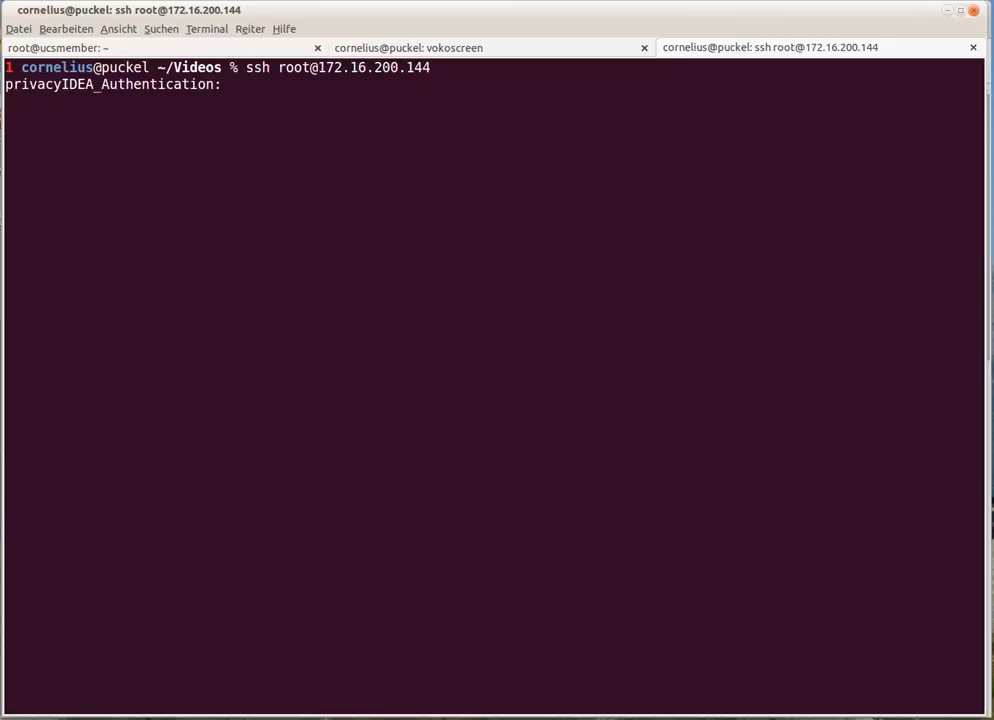 cornelius@puckel: ssh root@172.16.200.144
Datei Bearbeiten Ansicht Suchen Terminal Reiter Hilfe
root@ucsmember: ~ cornelius@puckel: vokoscreen cornelius@puckel: ssh root@172.16.200.144
1 cornelius@puckel ~/Videos % ssh root@172.16.200.144
privacyIDEA_Authentication: